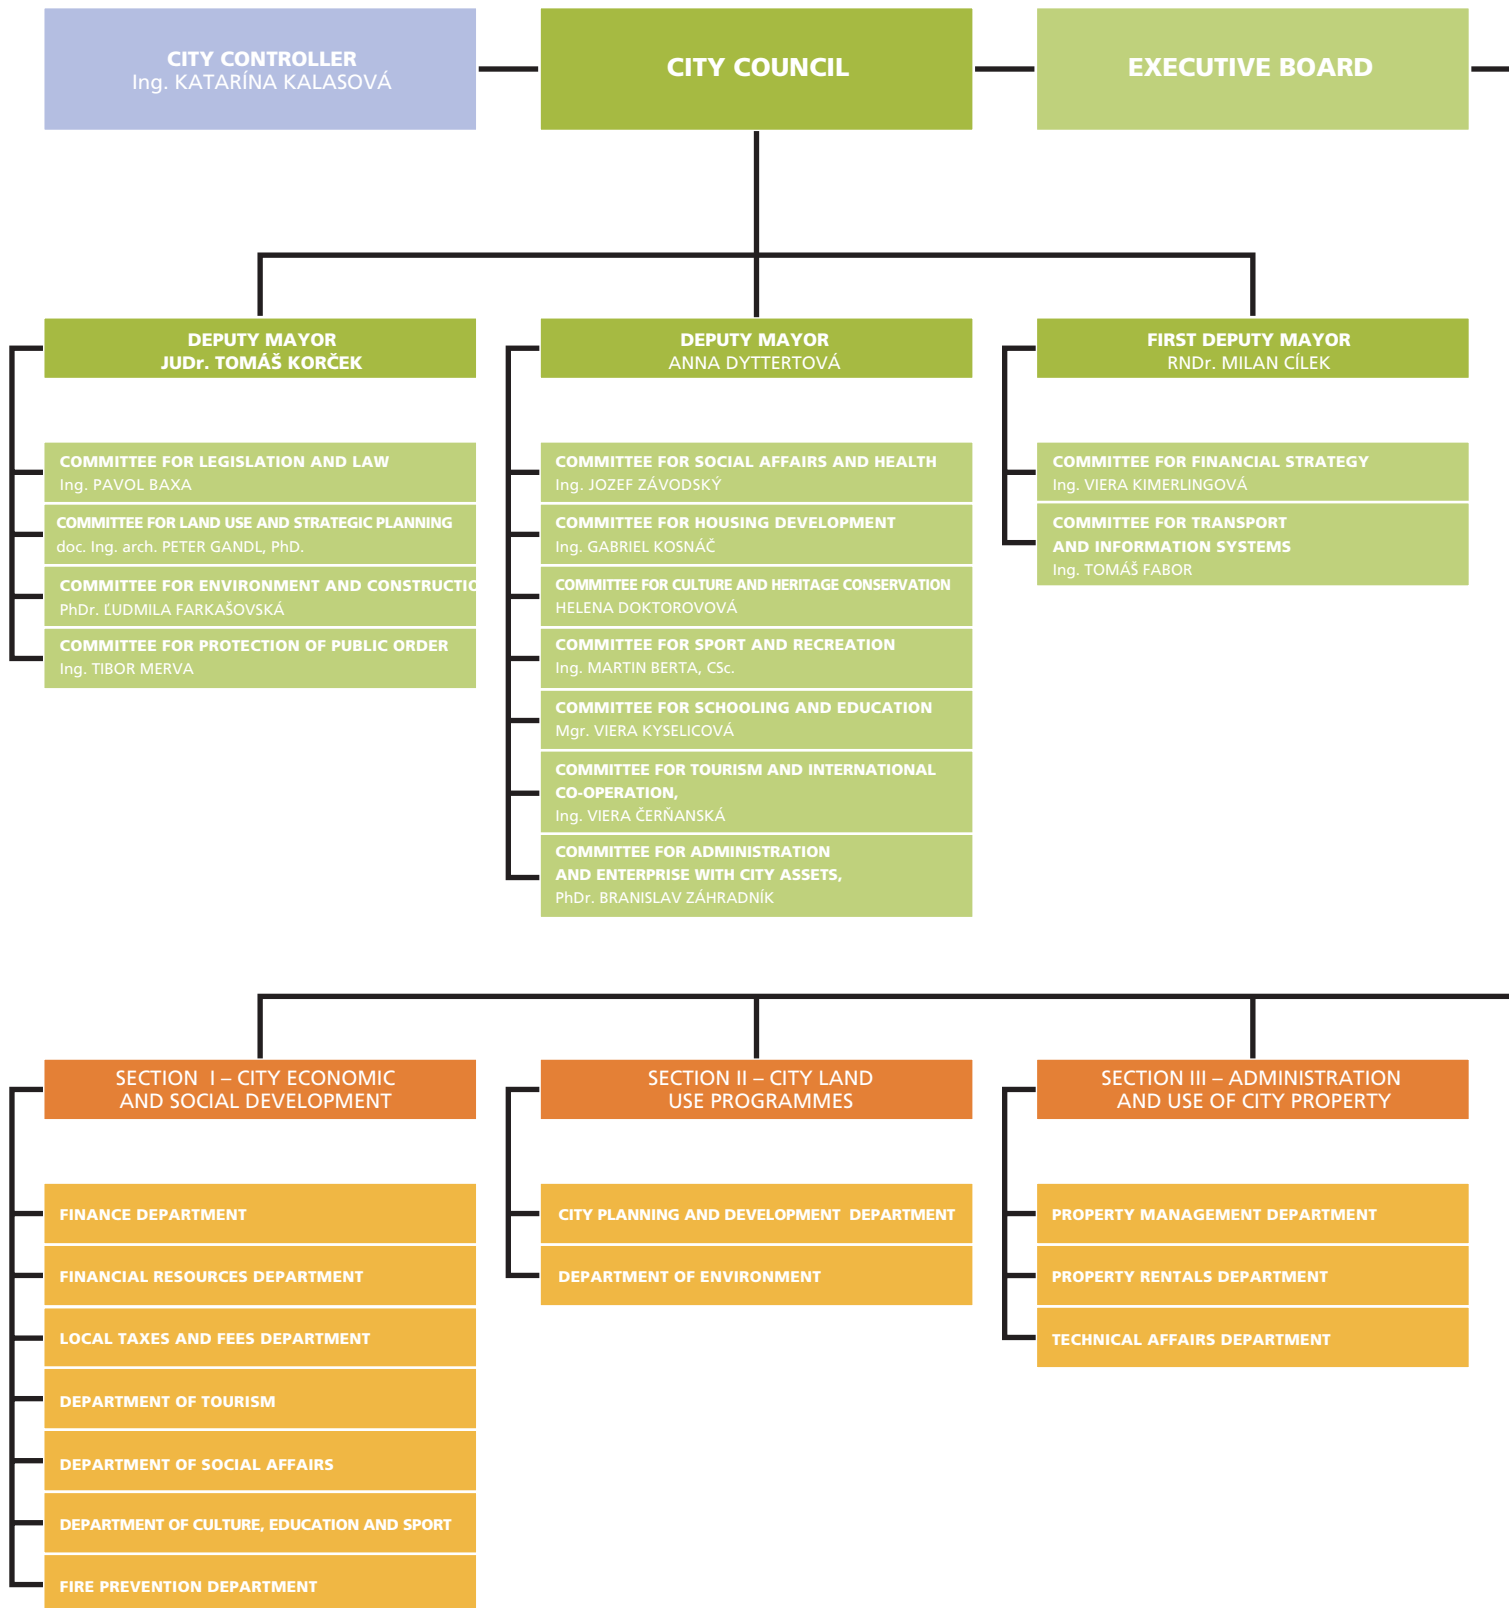 CITY CONTROLLER
Ing. KATARÍNA KALASOVÁ
CITY COUNCIL
EXECUTIVE BOARD
DEPUTY MAYOR
JUDr. TOMÁŠ KORČEK
COMMITTEE FOR LEGISLATION AND LAW
Ing. PAVOL BAXA
COMMITTEE FOR LAND USE AND STRATEGIC PLANNING
doc. Ing. arch. PETER GANDL, PhD.
COMMITTEE FOR ENVIRONMENT AND CONSTRUCTIO
PhDr. ĽUDMILA FARKAŠOVSKÁ
COMMITTEE FOR PROTECTION OF PUBLIC ORDER
Ing. TIBOR MERVA
DEPUTY MAYOR
ANNA DYTTERTOVÁ
COMMITTEE FOR SOCIAL AFFAIRS AND HEALTH
Ing. JOZEF ZÁVODSKÝ
COMMITTEE FOR HOUSING DEVELOPMENT
Ing. GABRIEL KOSNÁČ
COMMITTEE FOR CULTURE AND HERITAGE CONSERVATION
HELENA DOKTOROVOVÁ
COMMITTEE FOR SPORT AND RECREATION
Ing. MARTIN BERTA, CSc.
COMMITTEE FOR SCHOOLING AND EDUCATION
Mgr. VIERA KYSELICOVÁ
COMMITTEE FOR TOURISM AND INTERNATIONAL
CO-OPERATION,
Ing. VIERA ČERŇANSKÁ
COMMITTEE FOR ADMINISTRATION
AND ENTERPRISE WITH CITY ASSETS,
PhDr. BRANISLAV ZÁHRADNÍK
FIRST DEPUTY MAYOR
RNDr. MILAN CÍLEK
COMMITTEE FOR FINANCIAL STRATEGY
Ing. VIERA KIMERLINGOVÁ
COMMITTEE FOR TRANSPORT
AND INFORMATION SYSTEMS
Ing. TOMÁŠ FABOR
SECTION I – CITY ECONOMIC
AND SOCIAL DEVELOPMENT
FINANCE DEPARTMENT
FINANCIAL RESOURCES DEPARTMENT
LOCAL TAXES AND FEES DEPARTMENT
DEPARTMENT OF TOURISM
DEPARTMENT OF SOCIAL AFFAIRS
DEPARTMENT OF CULTURE, EDUCATION AND SPORT
FIRE PREVENTION DEPARTMENT
SECTION II – CITY LAND
USE PROGRAMMES
CITY PLANNING AND DEVELOPMENT DEPARTMENT
DEPARTMENT OF ENVIRONMENT
SECTION III – ADMINISTRATION
AND USE OF CITY PROPERTY
PROPERTY MANAGEMENT DEPARTMENT
PROPERTY RENTALS DEPARTMENT
TECHNICAL AFFAIRS DEPARTMENT